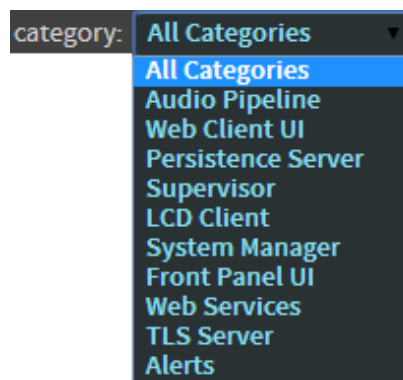 category: All Categories
All Categories
Audio Pipeline
Web Client UI
Persistence Server
Supervisor
LCD Client
System Manager
Front Panel UI
Web Services
TLS Server
Alerts